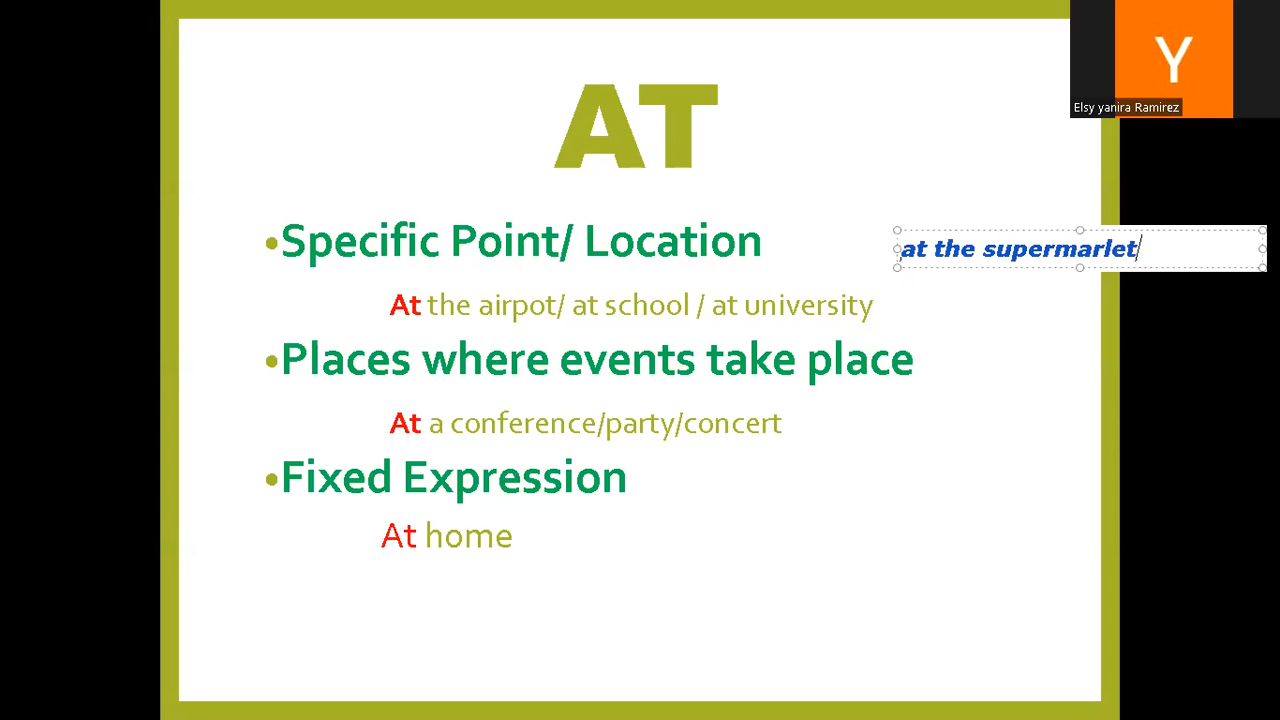 Y
Elsy yanira Ramirez
AT
•Specific Point/ Location
at the supermarlet
At the airpot/ at school / at university
•Places where events take place
At a conference/party/concert
•Fixed Expression
At home